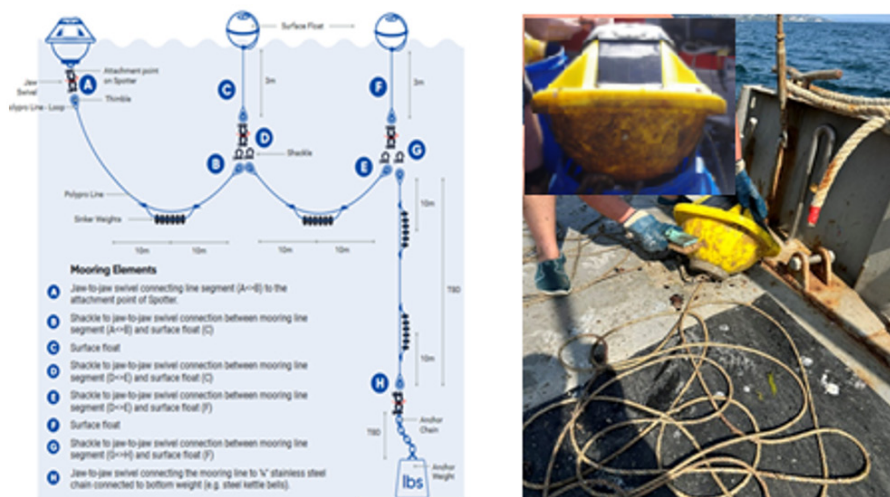 Surface Float
A
Attachment point
on Spotter
Jaw
Swivel
Thimble
Polypro Line - Loop
C
3m
F
3m
D
Shackle
B
E
G
Polypro Line
Sinker Weights
10m
10m
10m
10m
10m
TBD
10m
H
TBD
Anchor
Chain
Anchor
Weight
lbs
Mooring Elements
A Jaw-to-jaw swivel connecting line segment (A<>B) to the
attachment point of Spotter.
B Shackle to jaw-to-jaw swivel connection between mooring line
segment (A<>B) and surface float (C)
C Surface float
D Shackle to jaw-to-jaw swivel connection between mooring line
segment (D<>E) and surface float (C)
E Shackle to jaw-to-jaw swivel connection between mooring line
segment (D<>E) and surface float (F)
F Surface float
G Shackle to jaw-to-jaw swivel connection between mooring line
segment (G<>H) and surface float (F)
H Jaw-to-jaw swivel connecting the mooring line to ¼" stainless steel
chain connected to bottom weight (e.g. steel kettle bells).